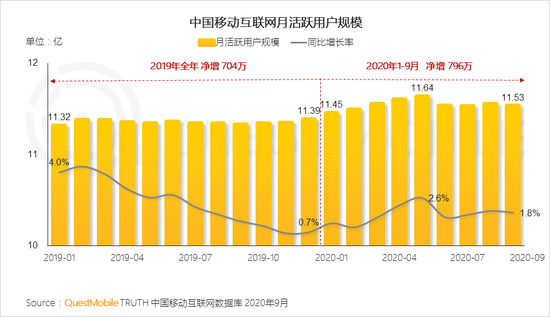 中国移动互联网月活跃用户规模
单位：亿
月活跃用户规模 同比增长率
2019年全年 净增 704万
2020年1-9月 净增 796万
12
11
10
11.32
11.39
11.45
11.64
11.53
4.0%
0.7%
2.6%
1.8%
2019-01 2019-04 2019-07 2019-10 2020-01 2020-04 2020-07 2020-09
Source：QuestMobile TRUTH 中国移动互联网数据库 2020年9月